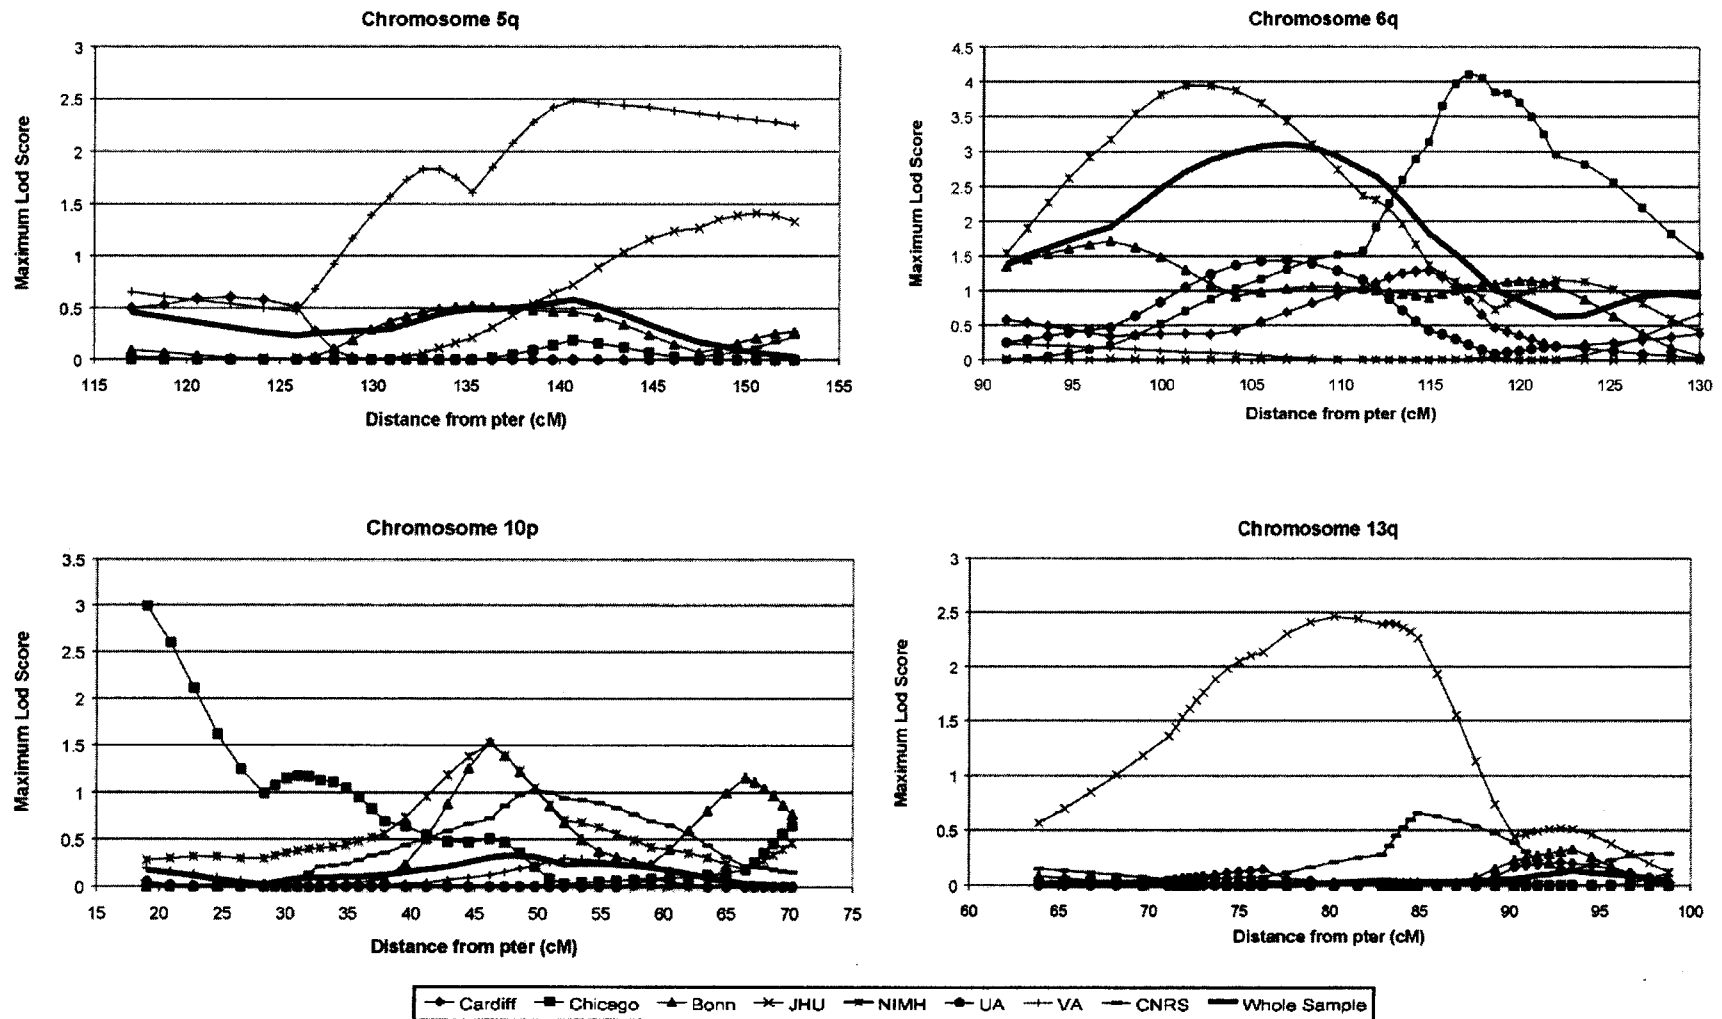 Chromosome 5q
Maximum Lod Score
3
2.5
2
1.5
1
0.5
0
115 120 125 130 135 140 145 150 155
Distance from pter (cM)
Chromosome 6q
Maximum Lod Score
4.5
4
3.5
3
2.5
2
1.5
1
0.5
0
90 95 100 105 110 115 120 125 130
Distance from pter (cM)
Chromosome 10p
Maximum Lod Score
3.5
3
2.5
2
1.5
1
0.5
0
15 20 25 30 35 40 45 50 55 60 65 70 75
Distance from pter (cM)
Chromosome 13q
Maximum Lod Score
3
2.5
2
1.5
1
0.5
0
60 65 70 75 80 85 90 95 100
Distance from pter (cM)
Cardiff Chicago Bonn JHU NIMH UA VA CNRS Whole Sample